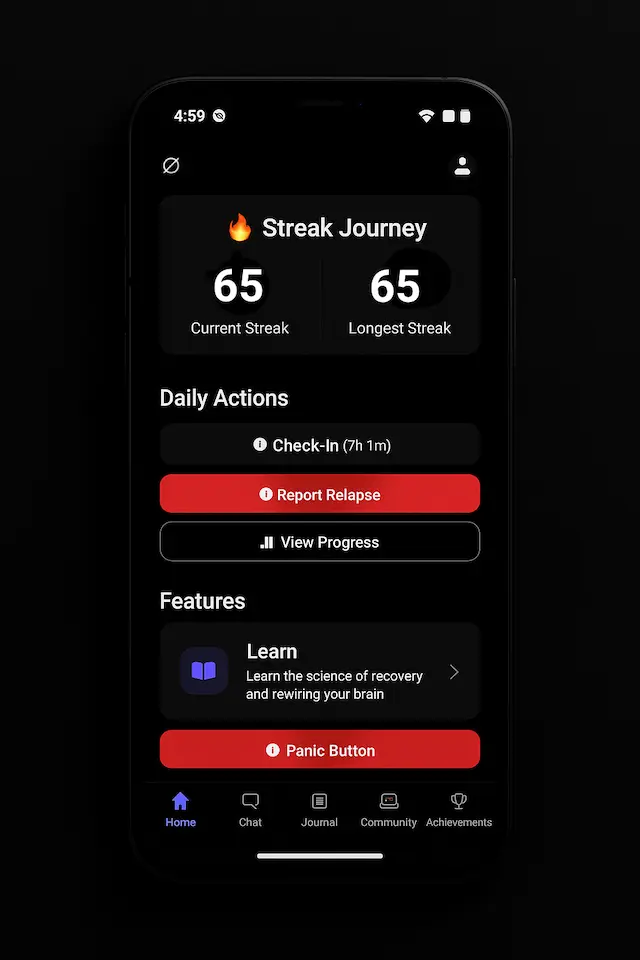 4:59
🔥 Streak Journey
65 65
Current Streak Longest Streak
Daily Actions
Check-In (7h 1m)
Report Relapse
View Progress
Features
Learn
Learn the science of recovery
and rewiring your brain
Panic Button
Home Chat Journal Community Achievements